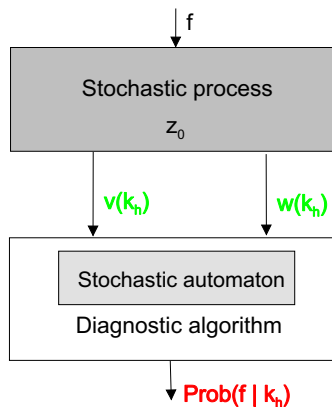 f
Stochastic process
z₀
v(kₕ) w(kₕ)
Stochastic automaton
Diagnostic algorithm
Prob(f | kₕ)